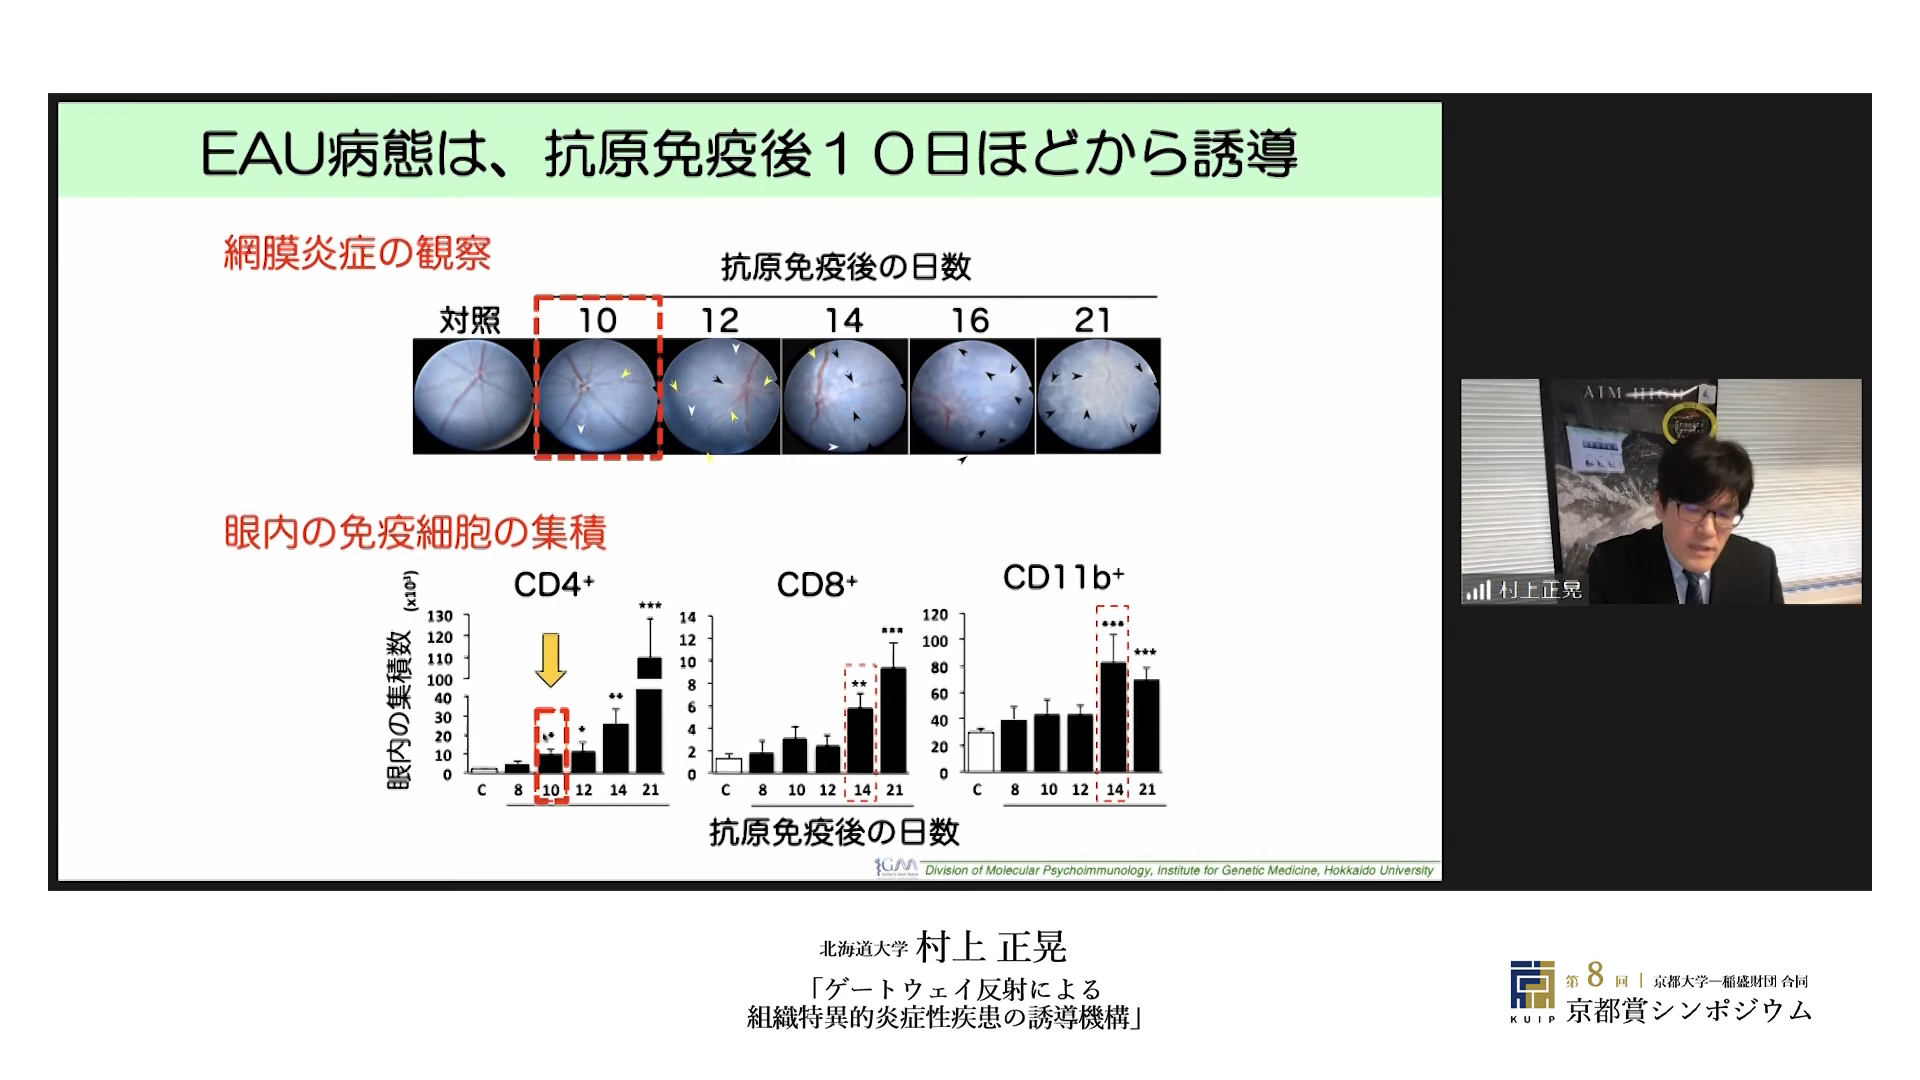 EAU病態は、抗原免疫後１０日ほどから誘導
網膜炎症の観察
抗原免疫後の日数
対照 10 12 14 16 21
眼内の免疫細胞の集積
CD4+ CD8+ CD11b+
眼内の集積数 (x10³)
130
120
110
100
40
30
20
10
0
***
**
*
C 8 10 12 14 21
14
12
10
8
6
4
2
0
**
***
C 8 10 12 14 21
120
100
80
60
40
20
0
***
***
C 8 10 12 14 21
抗原免疫後の日数
IGM
Division of Molecular Psychoimmunology, Institute for Genetic Medicine, Hokkaido University
AIM HIGH
村上正晃
北海道大学 村上 正晃
「ゲートウェイ反射による
組織特異的炎症性疾患の誘導機構」
KUIP
第8回 | 京都大学—稲盛財団 合同
京都賞シンポジウム